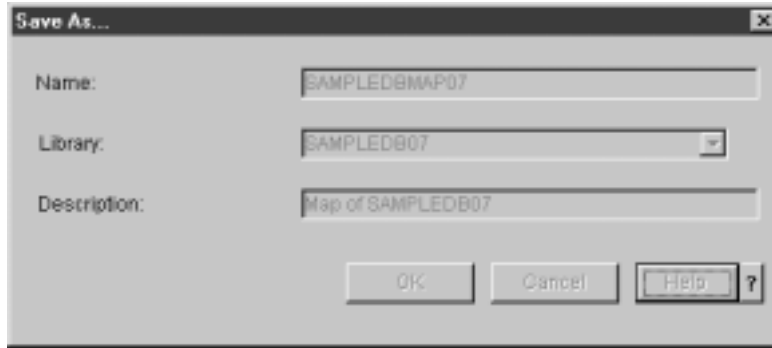 Save As...
Name: SAMPLEDBMAP07
Library: SAMPLEDB07
Description: Map of SAMPLEDB07
OK Cancel Help ?